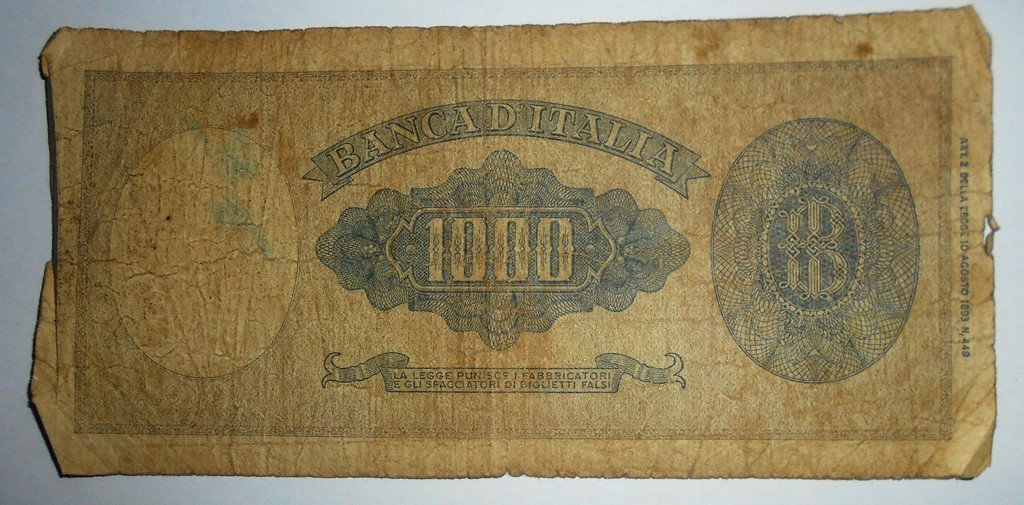 BANCA D'ITALIA
1000
B
LA LEGGE PUNISCE I FABBRICATORI
E GLI SPACCIATORI DI BIGLIETTI FALSI
ART. 2 DELLA LEGGE 10 AGOSTO 1893 N. 449